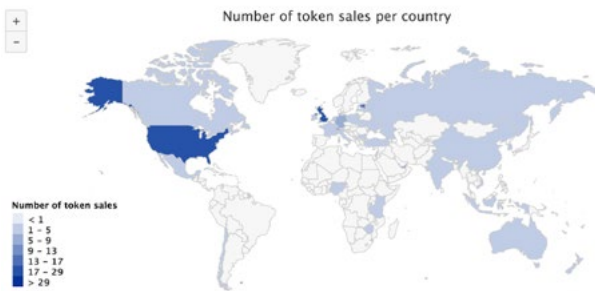 Number of token sales per country
+
−
Number of token sales
< 1
1 - 5
5 - 9
9 - 13
13 - 17
17 - 29
> 29